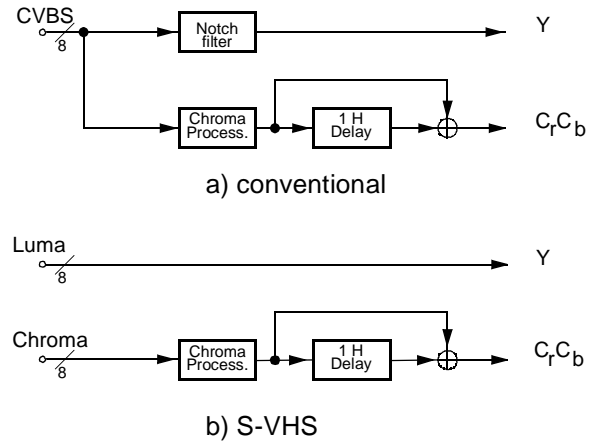 CVBS
8
Notch
filter
Y
Chroma
Process.
1 H
Delay
CrCb
a) conventional
Luma
8
Y
Chroma
8
Chroma
Process.
1 H
Delay
CrCb
b) S-VHS